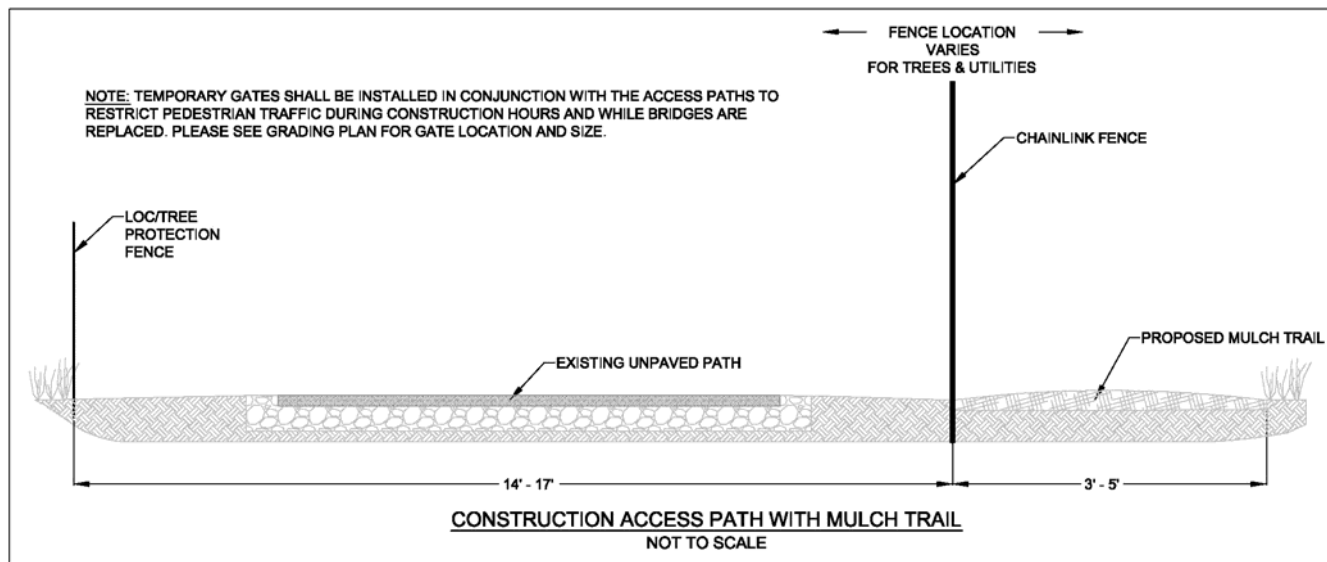 FENCE LOCATION
VARIES
FOR TREES & UTILITIES
NOTE: TEMPORARY GATES SHALL BE INSTALLED IN CONJUNCTION WITH THE ACCESS PATHS TO
RESTRICT PEDESTRIAN TRAFFIC DURING CONSTRUCTION HOURS AND WHILE BRIDGES ARE
REPLACED. PLEASE SEE GRADING PLAN FOR GATE LOCATION AND SIZE.
CHAINLINK FENCE
LOC/TREE
PROTECTION
FENCE
EXISTING UNPAVED PATH
PROPOSED MULCH TRAIL
14' - 17'
3' - 5'
CONSTRUCTION ACCESS PATH WITH MULCH TRAIL
NOT TO SCALE